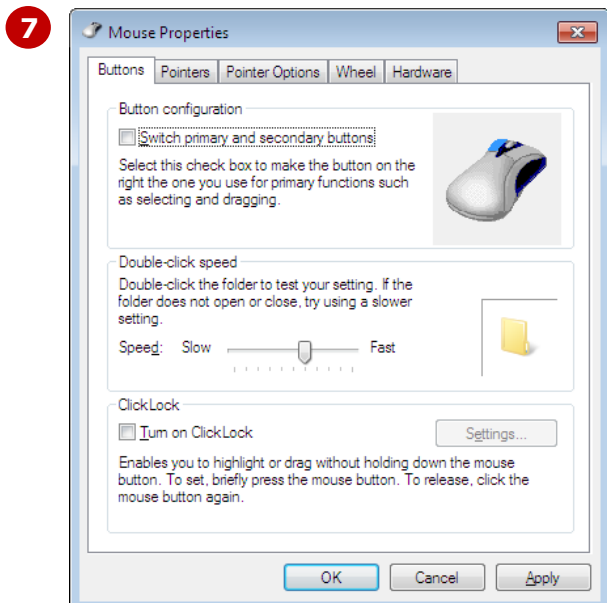 7
Mouse Properties
Buttons Pointers Pointer Options Wheel Hardware
Button configuration
Switch primary and secondary buttons
Select this check box to make the button on the
right the one you use for primary functions such
as selecting and dragging.
Double-click speed
Double-click the folder to test your setting. If the
folder does not open or close, try using a slower
setting.
Speed: Slow Fast
ClickLock
Turn on ClickLock Settings...
Enables you to highlight or drag without holding down the mouse
button. To set, briefly press the mouse button. To release, click the
mouse button again.
OK Cancel Apply